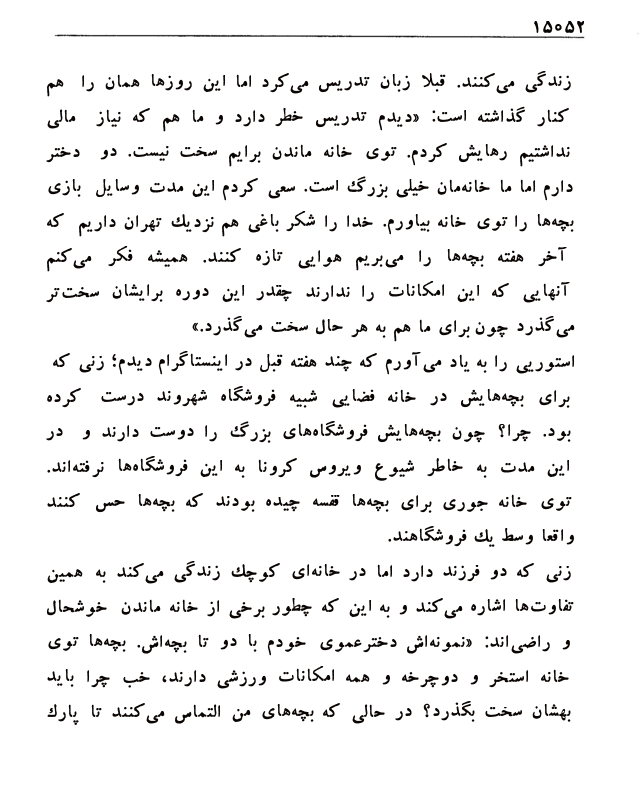 ۱۵۰۵۲
زندگی می‌کنند. قبلا زبان تدریس می‌کرد اما این روزها همان را هم
کنار گذاشته است: «دیدم تدریس خطر دارد و ما هم که نیاز مالی
نداشتیم رهایش کردم. توی خانه ماندن برایم سخت نیست. دو دختر
دارم اما ما خانه‌مان خیلی بزرگ است. سعی کردم این مدت وسایل بازی
بچه‌ها را توی خانه بیاورم. خدا را شکر باغی هم نزدیک تهران داریم که
آخر هفته بچه‌ها را می‌بریم هوایی تازه کنند. همیشه فکر می‌کنم
آنهایی که این امکانات را ندارند چقدر این دوره برایشان سخت‌تر
می‌گذرد چون برای ما هم به هر حال سخت می‌گذرد.»
استوریی را به یاد می‌آورم که چند هفته قبل در اینستاگرام دیدم؛ زنی که
برای بچه‌هایش در خانه فضایی شبیه فروشگاه شهروند درست کرده
بود. چرا؟ چون بچه‌هایش فروشگاه‌های بزرگ را دوست دارند و در
این مدت به خاطر شیوع ویروس کرونا به این فروشگاه‌ها نرفته‌اند.
توی خانه جوری برای بچه‌ها قفسه چیده بودند که بچه‌ها حس کنند
واقعا وسط یک فروشگاهند.
زنی که دو فرزند دارد اما در خانه‌ای کوچک زندگی می‌کند به همین
تفاوت‌ها اشاره می‌کند و به این که چطور برخی از خانه ماندن خوشحال
و راضی‌اند: «نمونه‌اش دخترعموی خودم با دو تا بچه‌اش. بچه‌ها توی
خانه استخر و دوچرخه و همه امکانات ورزشی دارند، خب چرا باید
بهشان سخت بگذرد؟ در حالی که بچه‌های من التماس می‌کنند تا پارک